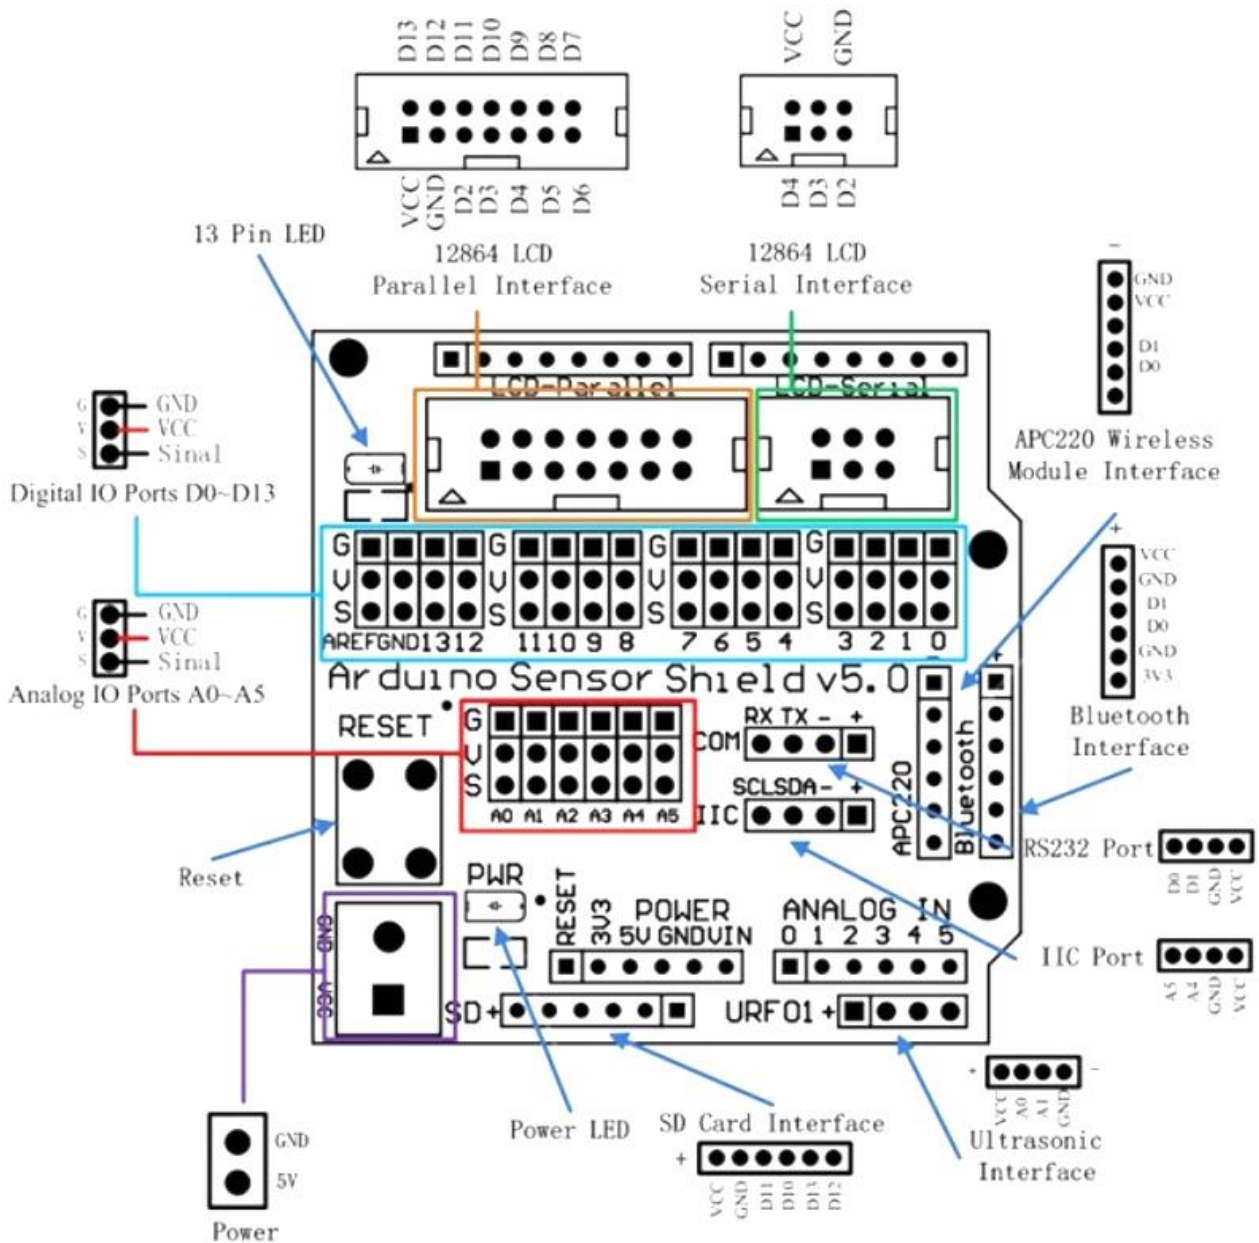 D13 D12 D11 D10 D9 D8 D7
VCC GND
VCC GND D2 D3 D4 D5 D6
D4 D3 D2
13 Pin LED
12864 LCD
Parallel Interface
12864 LCD
Serial Interface
-
GND
VCC
D1
D0
APC220 Wireless
Module Interface
LCD-Parallel
LCD-Serial
G GND
V VCC
S Sinal
Digital IO Ports D0~D13
G G G G
V V V V
S S S S
AREF GND 13 12 11 10 9 8 7 6 5 4 3 2 1 0
+
VCC
GND
D1
D0
GND
3V3
Bluetooth
Interface
G GND
V VCC
S Sinal
Analog IO Ports A0~A5
Arduino Sensor Shield v5.0
- +
RESET
G
V
S
A0 A1 A2 A3 A4 A5
RX TX - +
COM
SCL SDA - +
IIC
APC220
Bluetooth
Reset
RS232 Port
D0 D1 GND VCC
PWR
RESET
3V3
POWER
5V GND VIN
ANALOG IN
0 1 2 3 4 5
GND
VCC
IIC Port
A5 A4 GND VCC
SD+
URF01+
+ -
VCC A0 A1 GND
Ultrasonic
Interface
Power LED
SD Card Interface
+
VCC GND D11 D10 D13 D12
GND
5V
Power